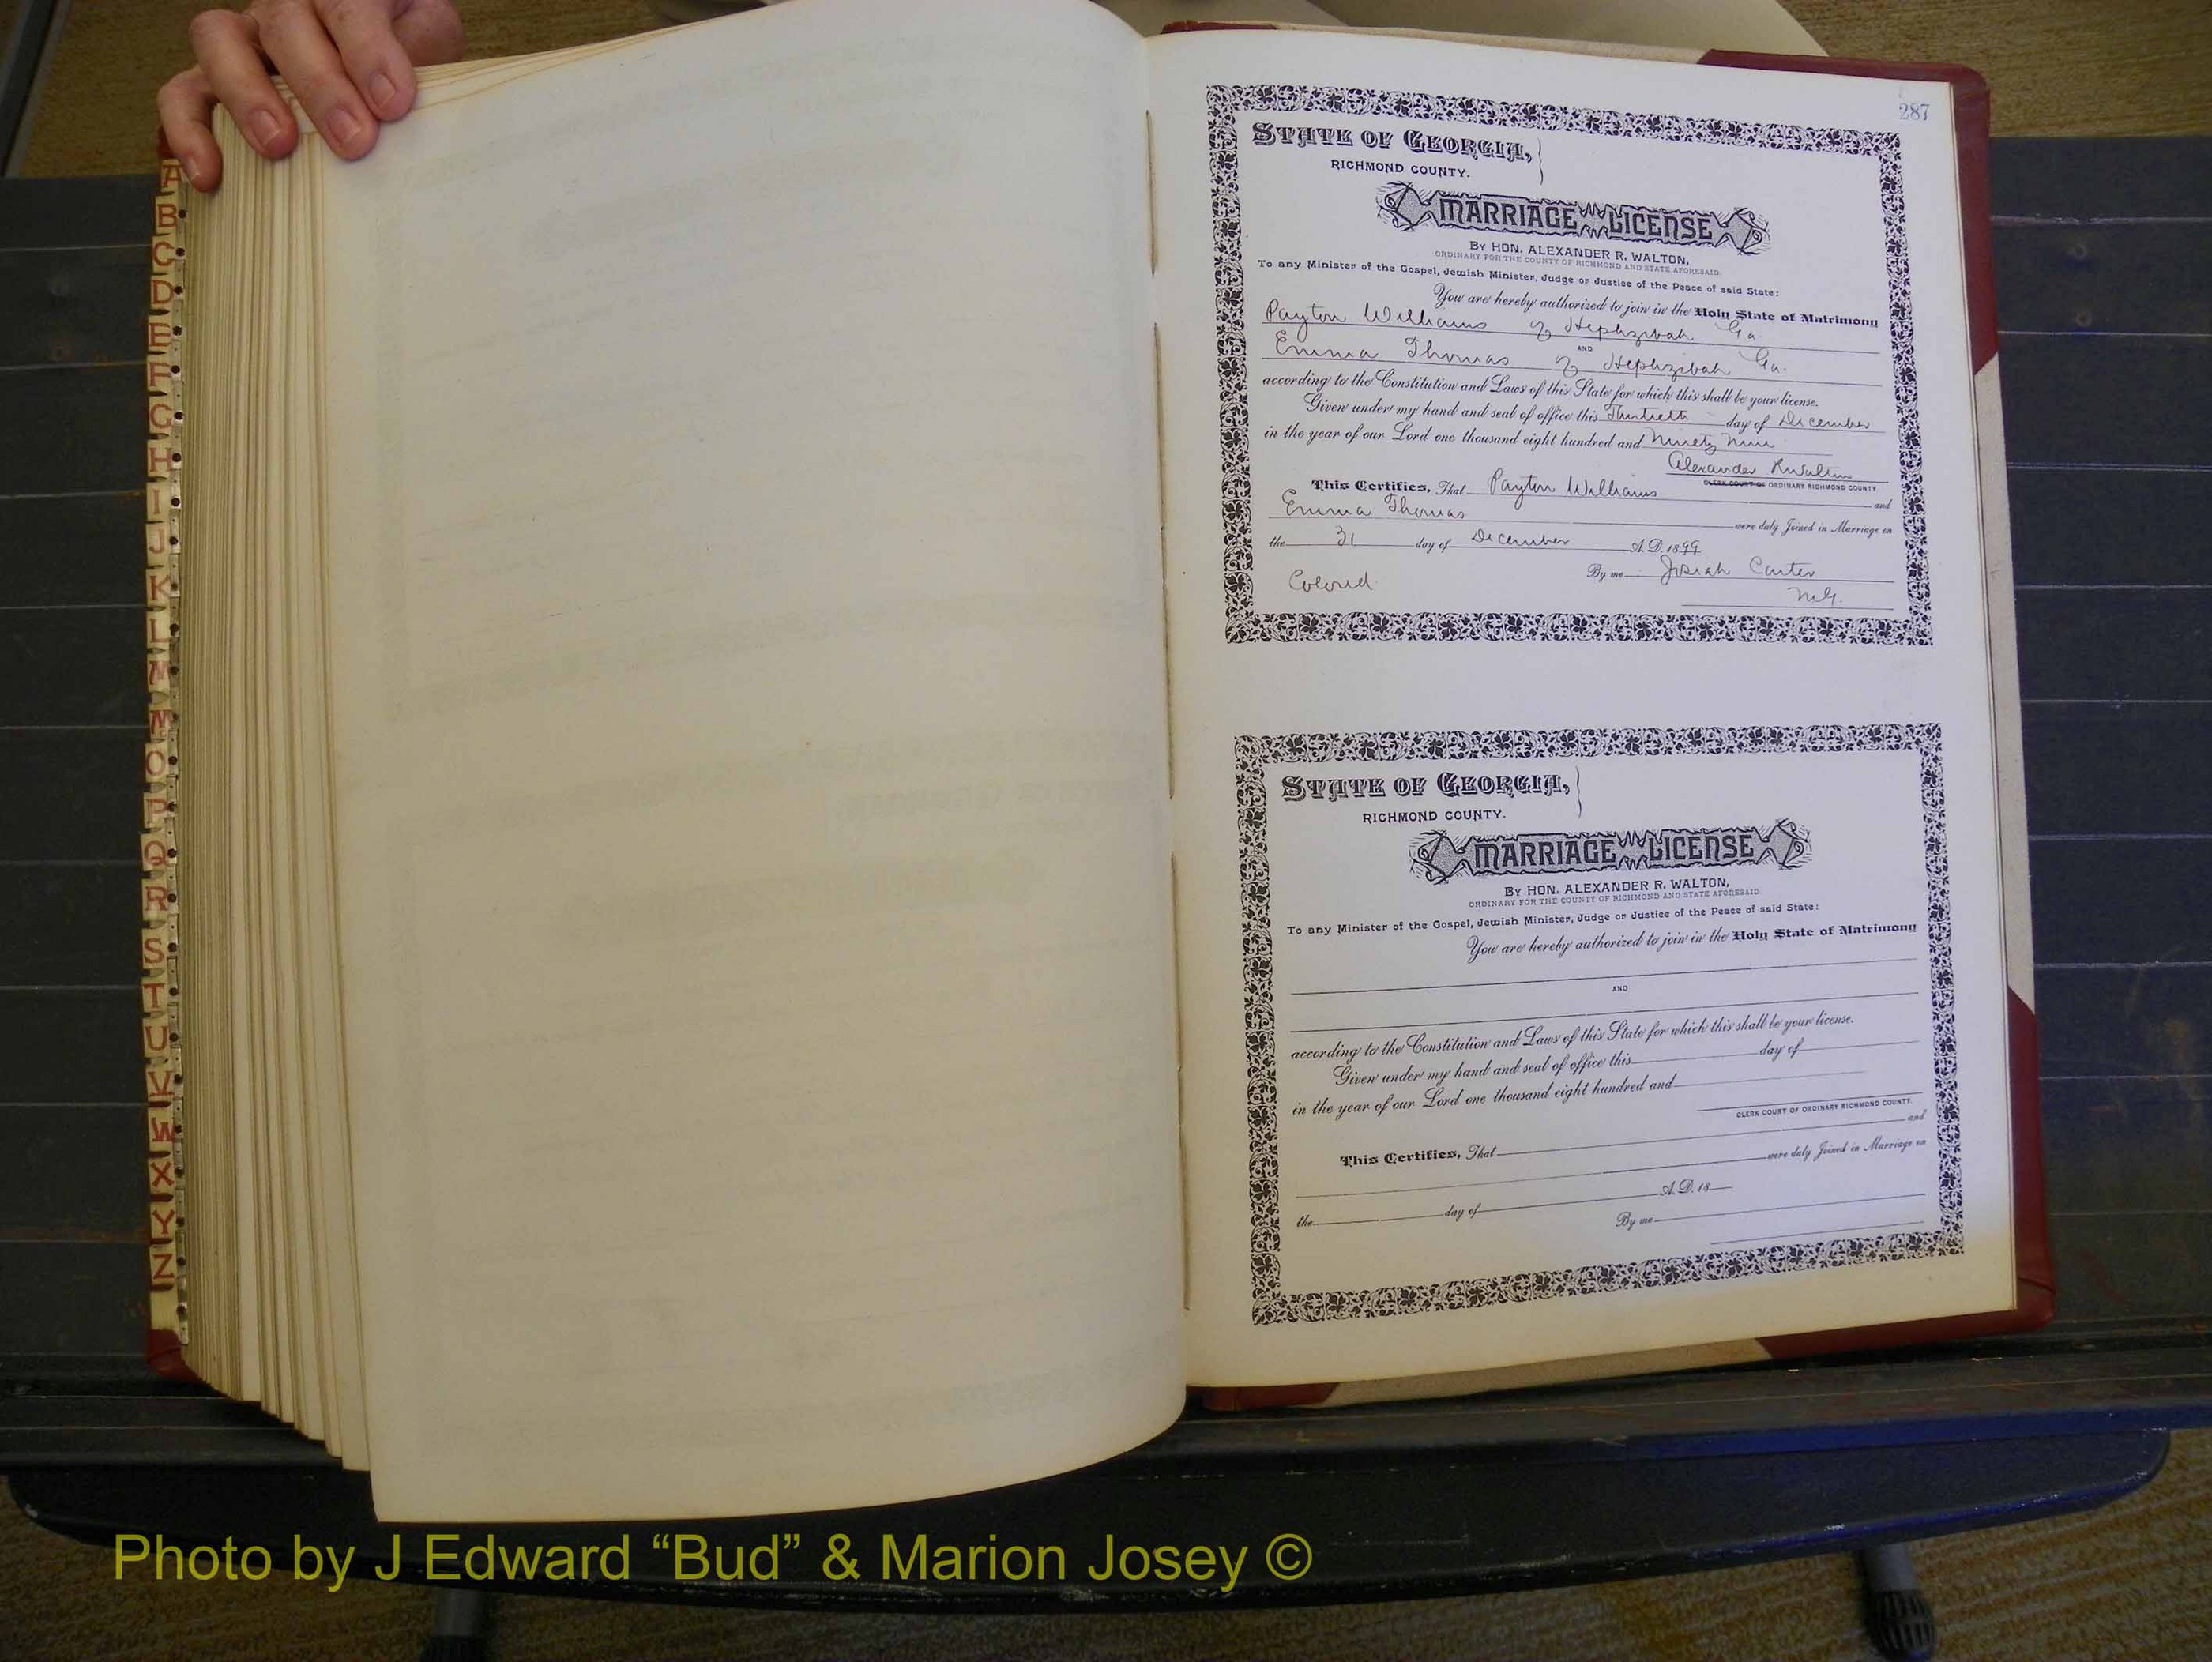 A
B
C
D
E
F
G
H
I
J
K
L
M
Mc
O
P
Q
R
S
T
U
V
W
X
Y
Z
287
STATE OF GEORGIA,
RICHMOND COUNTY.
MARRIAGE LICENSE
BY HON. ALEXANDER R. WALTON,
ORDINARY FOR THE COUNTY OF RICHMOND AND STATE AFORESAID.
To any Minister of the Gospel, Jewish Minister, Judge or Justice of the Peace of said State:
You are hereby authorized to join in the Holy State of Matrimony
Payton Williams of Hephzibah Ga.
AND
Emma Thomas of Hephzibah Ga.
according to the Constitution and Laws of this State for which this shall be your license.
Given under my hand and seal of office this Thirtieth day of December
in the year of our Lord one thousand eight hundred and Ninety Nine
Alexander R Walton
CLERK COURT OF ORDINARY RICHMOND COUNTY.
This Certifies, That Payton Williams and
Emma Thomas were duly Joined in Marriage on
the 31 day of December A. D. 1899
By me Josiah Carter
Colored M.G.
STATE OF GEORGIA,
RICHMOND COUNTY.
MARRIAGE LICENSE
BY HON. ALEXANDER R. WALTON,
ORDINARY FOR THE COUNTY OF RICHMOND AND STATE AFORESAID.
To any Minister of the Gospel, Jewish Minister, Judge or Justice of the Peace of said State:
You are hereby authorized to join in the Holy State of Matrimony
AND
according to the Constitution and Laws of this State for which this shall be your license.
Given under my hand and seal of office this day of
in the year of our Lord one thousand eight hundred and
CLERK COURT OF ORDINARY RICHMOND COUNTY.
This Certifies, That and
were duly Joined in Marriage on
the day of A. D. 18
By me
Photo by J Edward “Bud” & Marion Josey ©